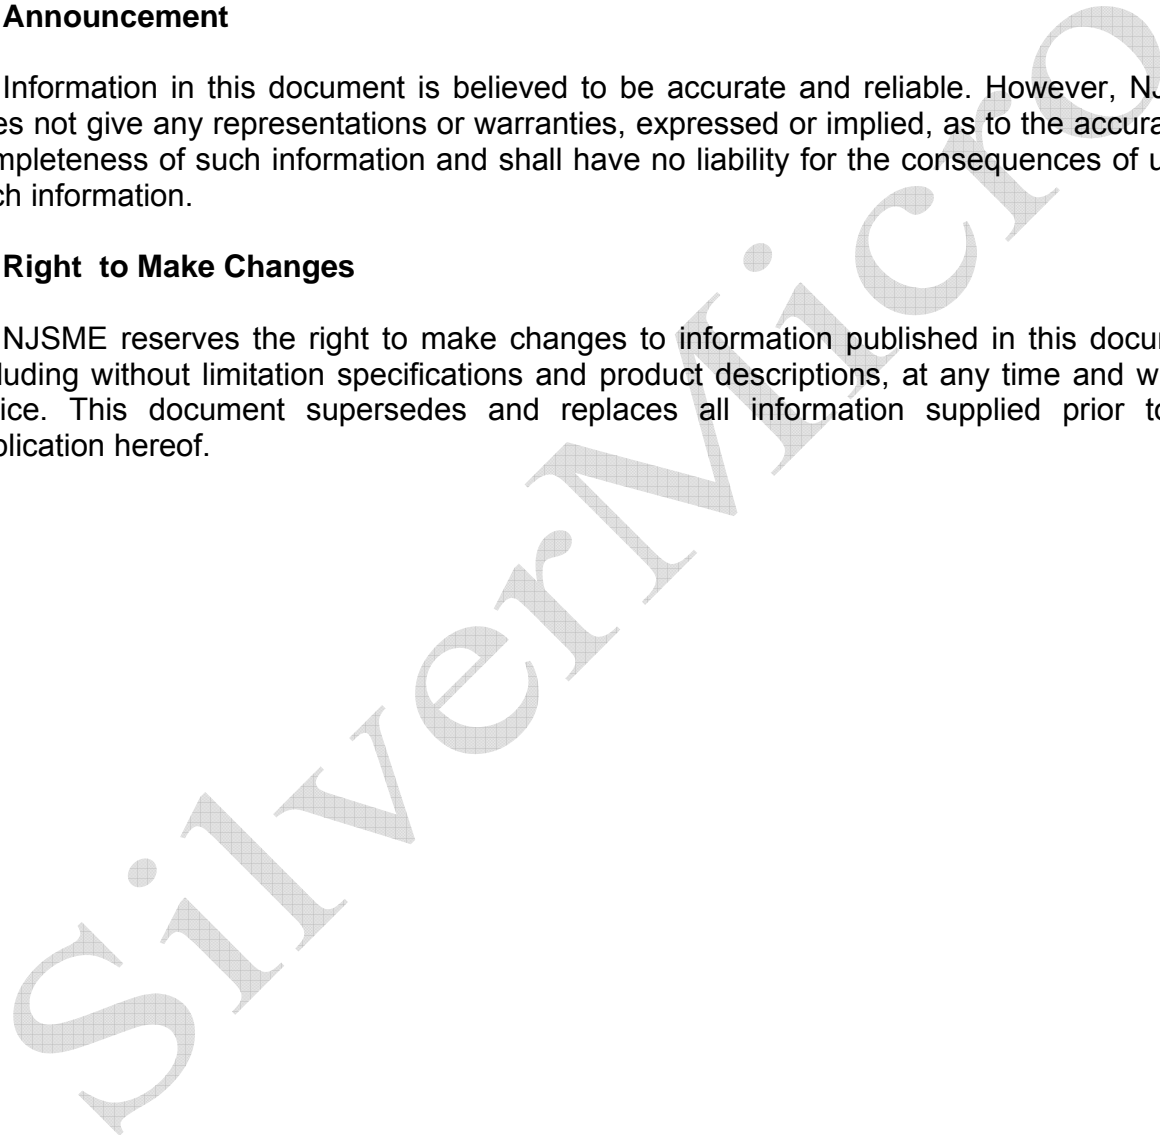 Announcement
Information in this document is believed to be accurate and reliable. However, NJ
es not give any representations or warranties, expressed or implied, as to the accura
mpleteness of such information and shall have no liability for the consequences of u
ch information.
Right to Make Changes
NJSME reserves the right to make changes to information published in this docu
luding without limitation specifications and product descriptions, at any time and w
ice. This document supersedes and replaces all information supplied prior to
blication hereof.
SilverMicro